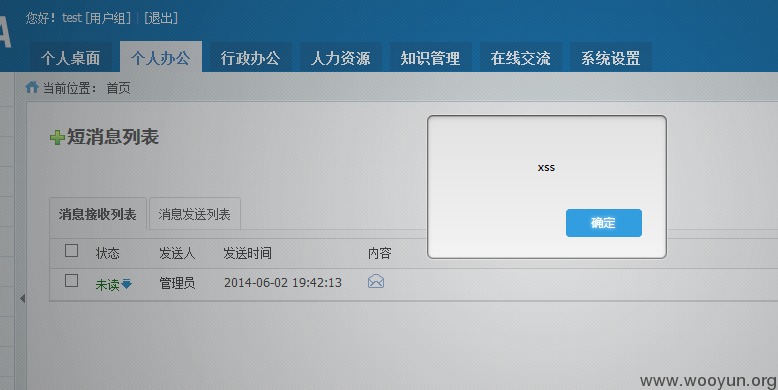 A
您好！test [用户组] | [退出]
个人桌面 个人办公 行政办公 人力资源 知识管理 在线交流 系统设置
当前位置： 首页
短消息列表
xss
确定
消息接收列表 消息发送列表
状态 发送人 发送时间 内容
未读 管理员 2014-06-02 19:42:13
www.wooyun.org